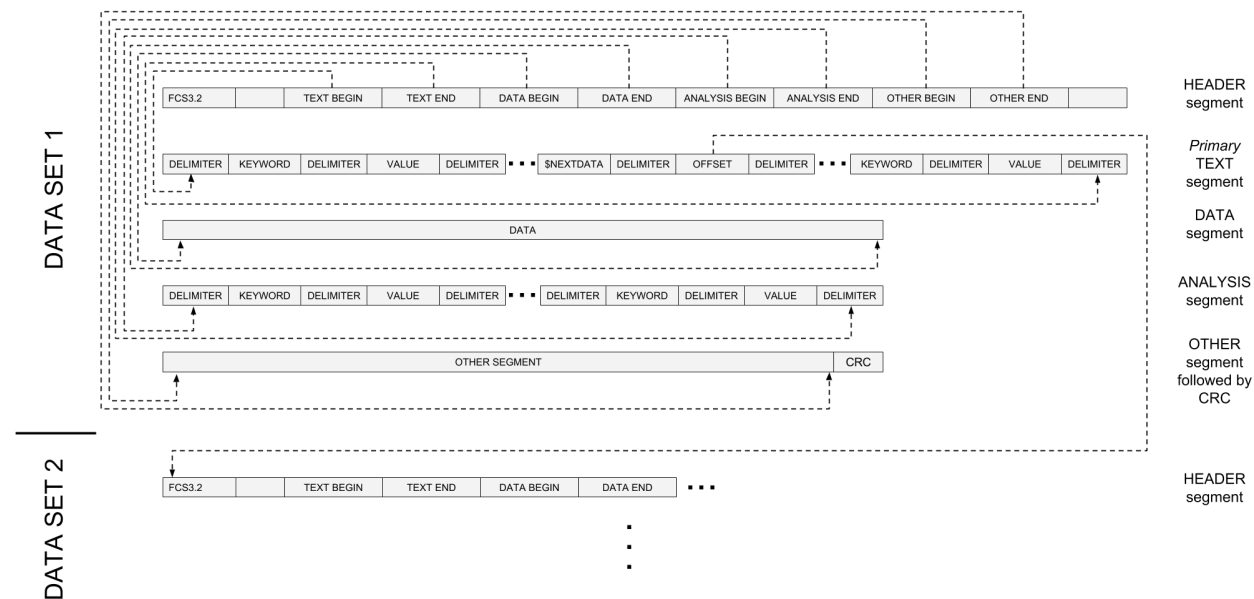 DATA SET 1
FCS3.2 TEXT BEGIN TEXT END DATA BEGIN DATA END ANALYSIS BEGIN ANALYSIS END OTHER BEGIN OTHER END
HEADER
segment
DELIMITER KEYWORD DELIMITER VALUE DELIMITER ... $NEXTDATA DELIMITER OFFSET DELIMITER ... KEYWORD DELIMITER VALUE DELIMITER
Primary
TEXT
segment
DATA
DATA
segment
DELIMITER KEYWORD DELIMITER VALUE DELIMITER ... DELIMITER KEYWORD DELIMITER VALUE DELIMITER
ANALYSIS
segment
OTHER SEGMENT CRC
OTHER
segment
followed by
CRC
DATA SET 2
FCS3.2 TEXT BEGIN TEXT END DATA BEGIN DATA END ...
HEADER
segment